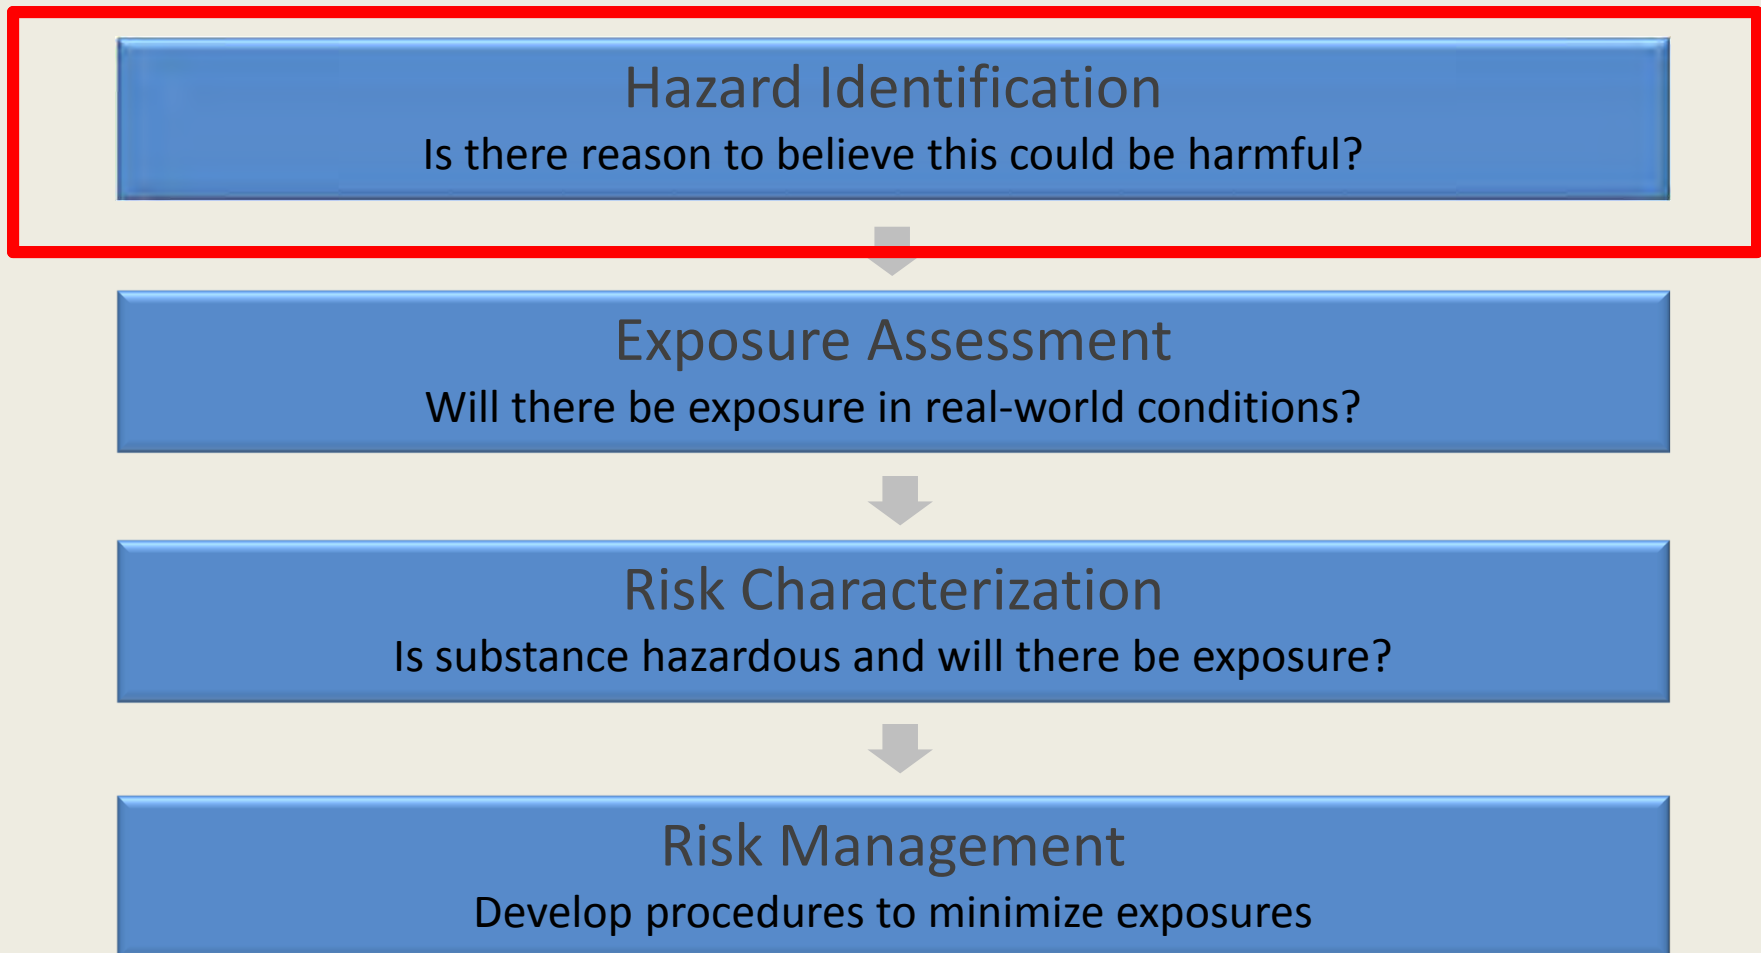 Hazard Identification
Is there reason to believe this could be harmful?
Exposure Assessment
Will there be exposure in real-world conditions?
Risk Characterization
Is substance hazardous and will there be exposure?
Risk Management
Develop procedures to minimize exposures